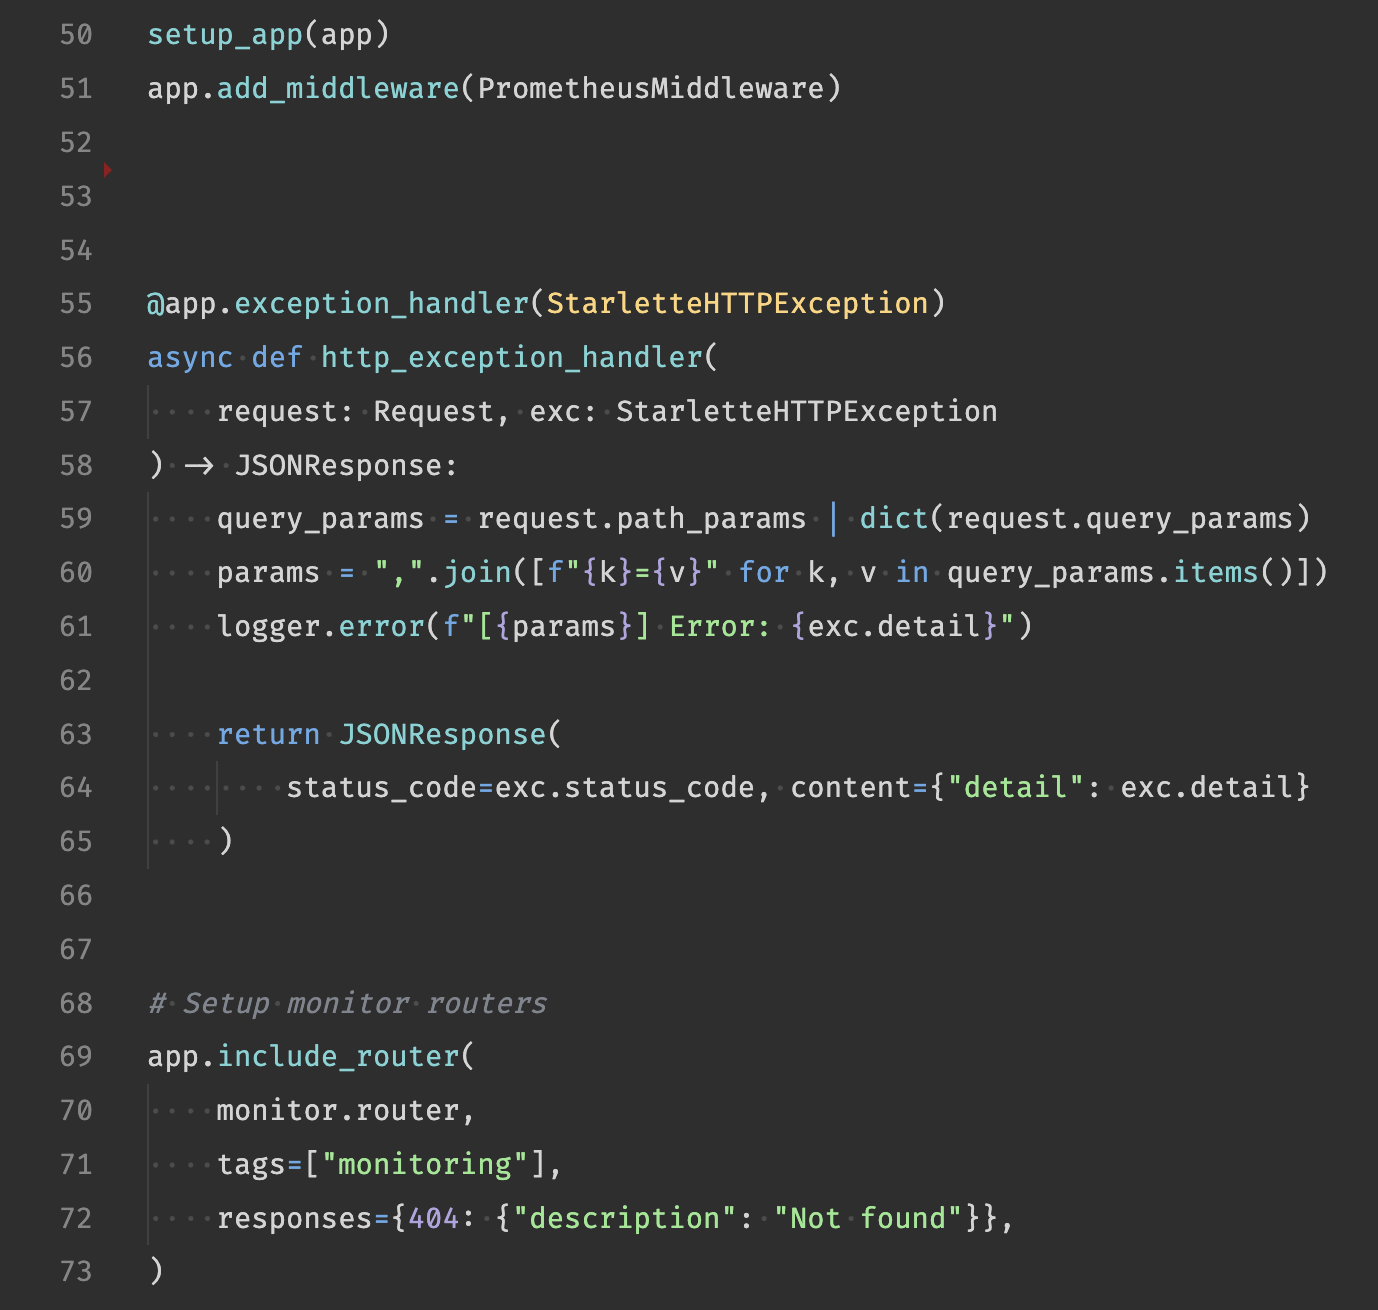 50 setup_app(app)
51 app.add_middleware(PrometheusMiddleware)
52
53
54
55 @app.exception_handler(StarletteHTTPException)
56 async def http_exception_handler(
57     request: Request, exc: StarletteHTTPException
58 ) -> JSONResponse:
59     query_params = request.path_params | dict(request.query_params)
60     params = ",".join([f"{k}={v}" for k, v in query_params.items()])
61     logger.error(f"[{params}] Error: {exc.detail}")
62
63     return JSONResponse(
64         status_code=exc.status_code, content={"detail": exc.detail}
65     )
66
67
68 # Setup monitor routers
69 app.include_router(
70     monitor.router,
71     tags=["monitoring"],
72     responses={404: {"description": "Not found"}},
73 )